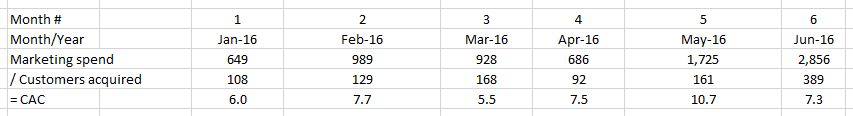 Month # 1 2 3 4 5 6
Month/Year Jan-16 Feb-16 Mar-16 Apr-16 May-16 Jun-16
Marketing spend 649 989 928 686 1,725 2,856
/ Customers acquired 108 129 168 92 161 389
= CAC 6.0 7.7 5.5 7.5 10.7 7.3